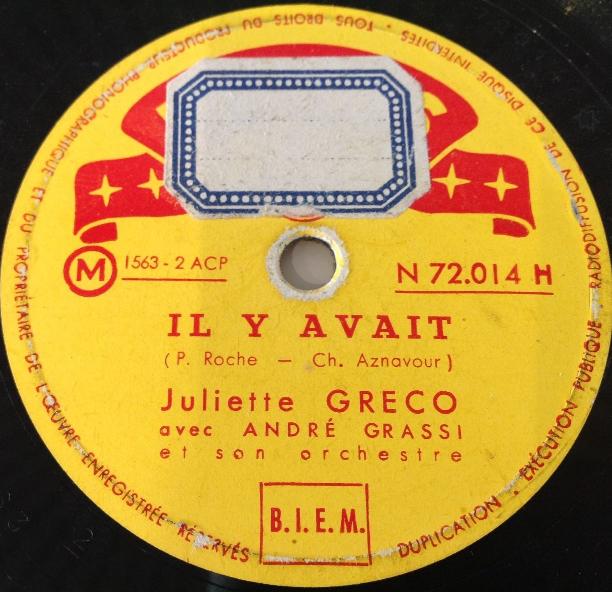 TOUS DROITS DU PRODUCTEUR PHONOGRAPHIQUE ET DU PROPRIÉTAIRE DE L'ŒUVRE ENREGISTRÉE RÉSERVÉS
DUPLICATION · EXÉCUTION PUBLIQUE · RADIODIFFUSION DE CE DISQUE INTERDITES ·
M 1563-2 ACP
N 72.014 H
IL Y AVAIT
(P. Roche — Ch. Aznavour)
Juliette GRECO
avec ANDRÉ GRASSI
et son orchestre
B.I.E.M.